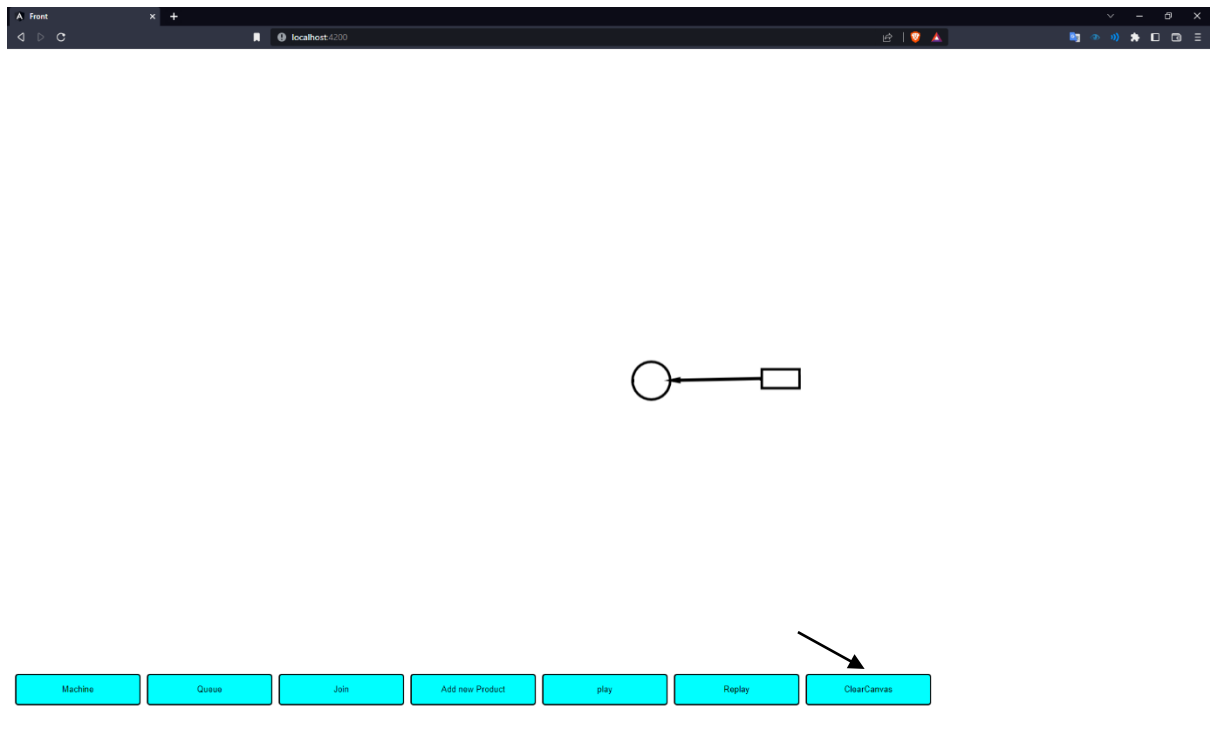 Front
localhost:4200
Machine
Queue
Join
Add new Product
play
Replay
ClearCanvas